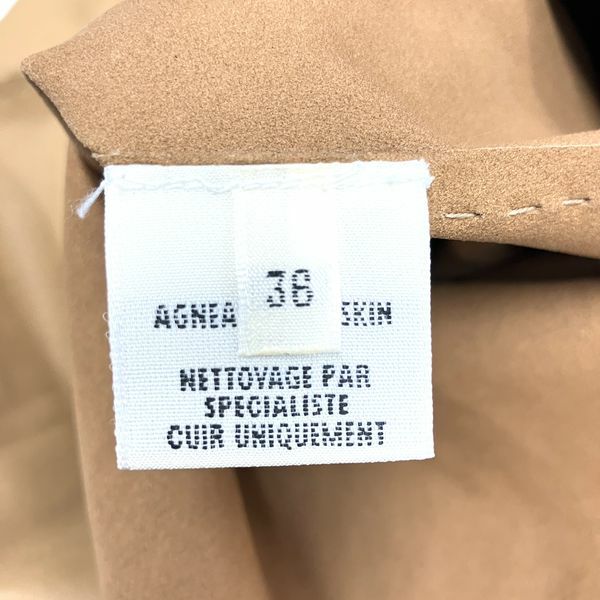 38
AGNEA SKIN
NETTOYAGE PAR
SPECIALISTE
CUIR UNIQUEMENT